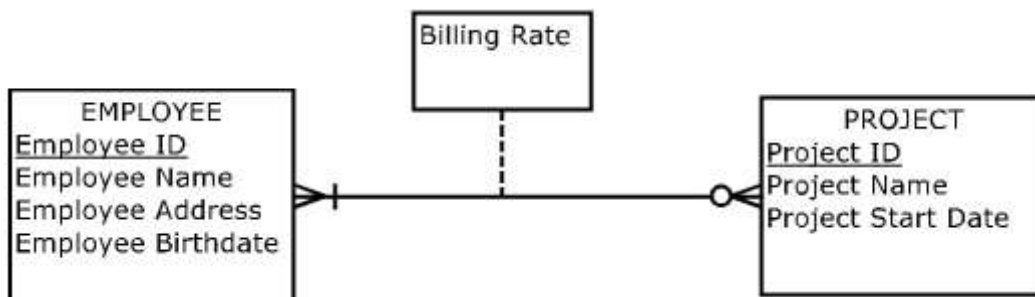 Billing Rate
EMPLOYEE
Employee ID
Employee Name
Employee Address
Employee Birthdate
PROJECT
Project ID
Project Name
Project Start Date